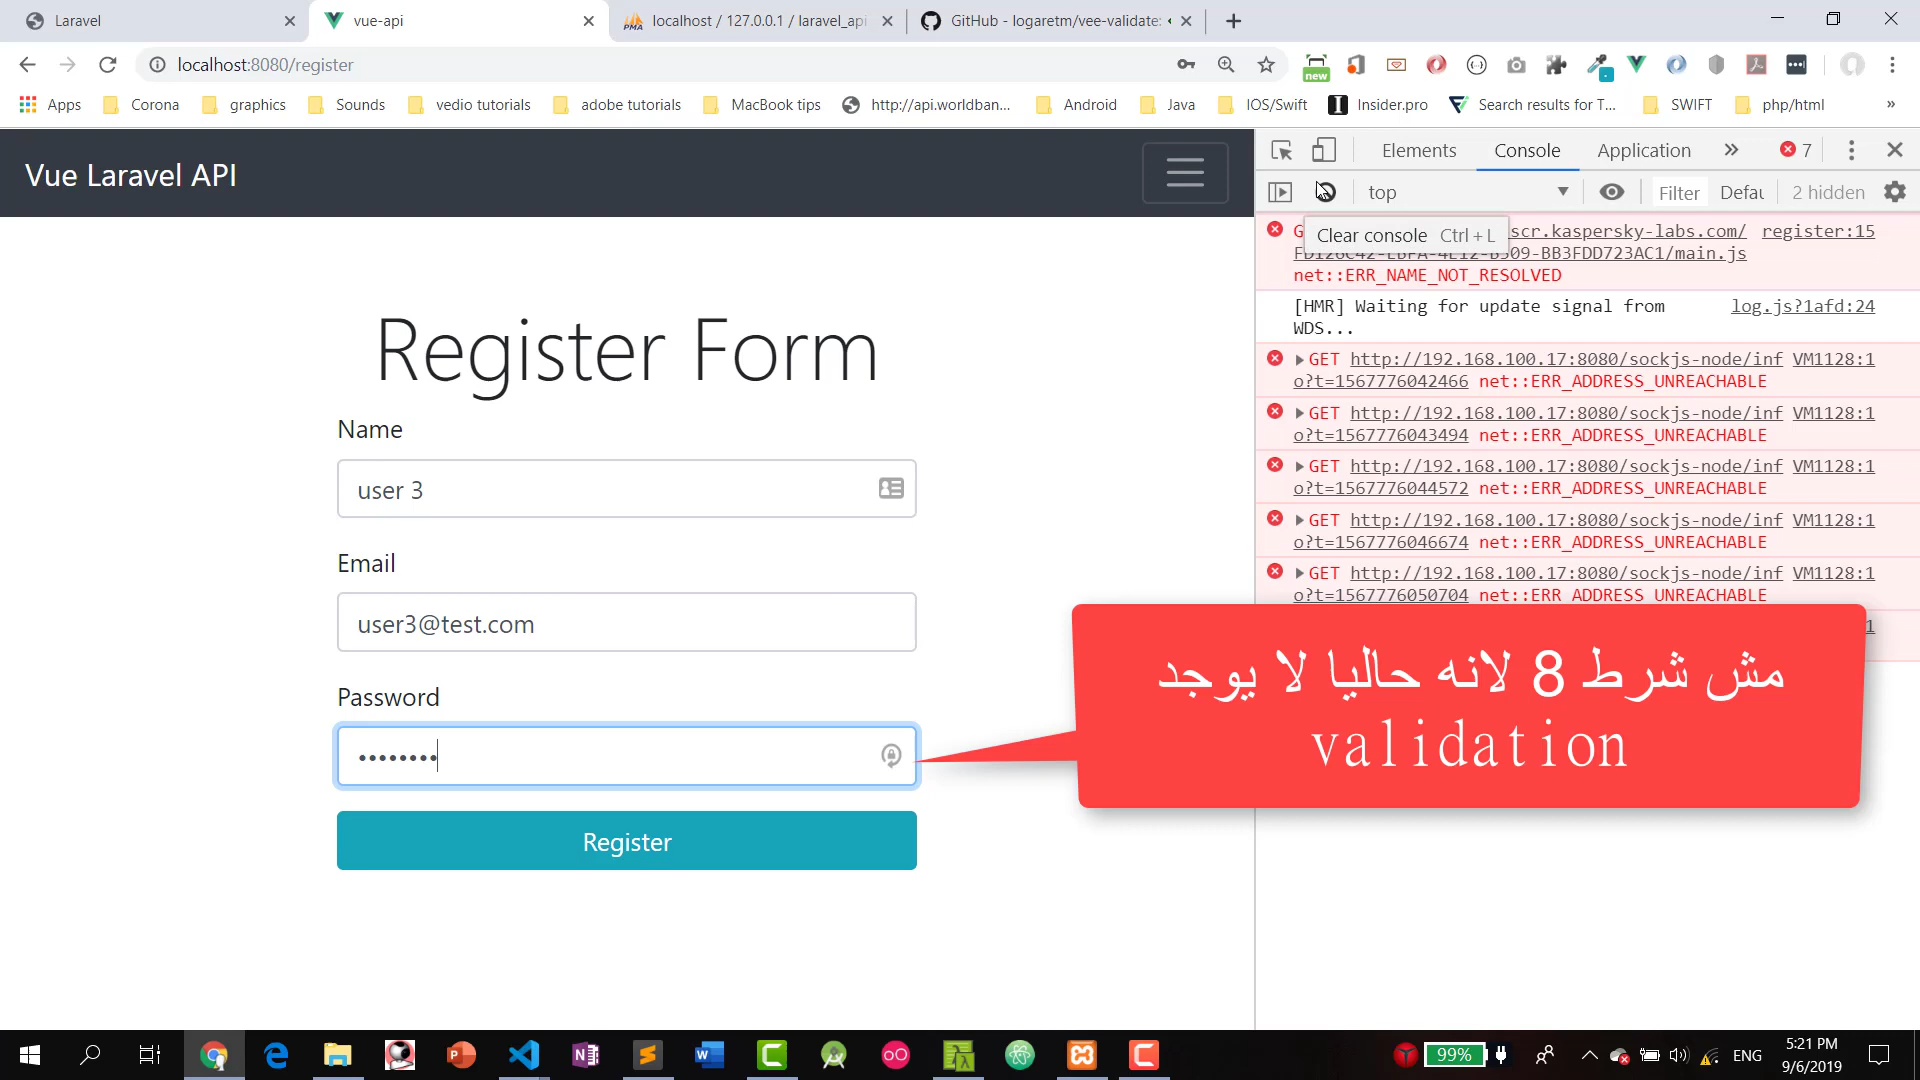 Laravel
vue-api
localhost / 127.0.0.1 / laravel_api
GitHub - logaretm/vee-validate:
localhost:8080/register
new
Apps
Corona
graphics
Sounds
vedio tutorials
adobe tutorials
MacBook tips
http://api.worldban...
Android
Java
IOS/Swift
Insider.pro
Search results for T...
SWIFT
php/html
»
Vue Laravel API
Elements
Console
Application
7
top
Filter
Defau
2 hidden
Clear console Ctrl+L
scr.kaspersky-labs.com/ register:15
main.js
net::ERR_NAME_NOT_RESOLVED
[HMR] Waiting for update signal from log.js?1afd:24
WDS...
GET http://192.168.100.17:8080/sockjs-node/inf VM1128:1
o?t=1567776042466 net::ERR_ADDRESS_UNREACHABLE
GET http://192.168.100.17:8080/sockjs-node/inf VM1128:1
o?t=1567776043494 net::ERR_ADDRESS_UNREACHABLE
GET http://192.168.100.17:8080/sockjs-node/inf VM1128:1
o?t=1567776044572 net::ERR_ADDRESS_UNREACHABLE
GET http://192.168.100.17:8080/sockjs-node/inf VM1128:1
o?t=1567776046674 net::ERR_ADDRESS_UNREACHABLE
GET http://192.168.100.17:8080/sockjs-node/inf VM1128:1
o?t=1567776050704 net::ERR_ADDRESS_UNREACHABLE
Register Form
Name
user 3
Email
user3@test.com
Password
••••••••
Register
مش شرط 8 لانه حاليا لا يوجد
validation
99%
ENG
5:21 PM
9/6/2019